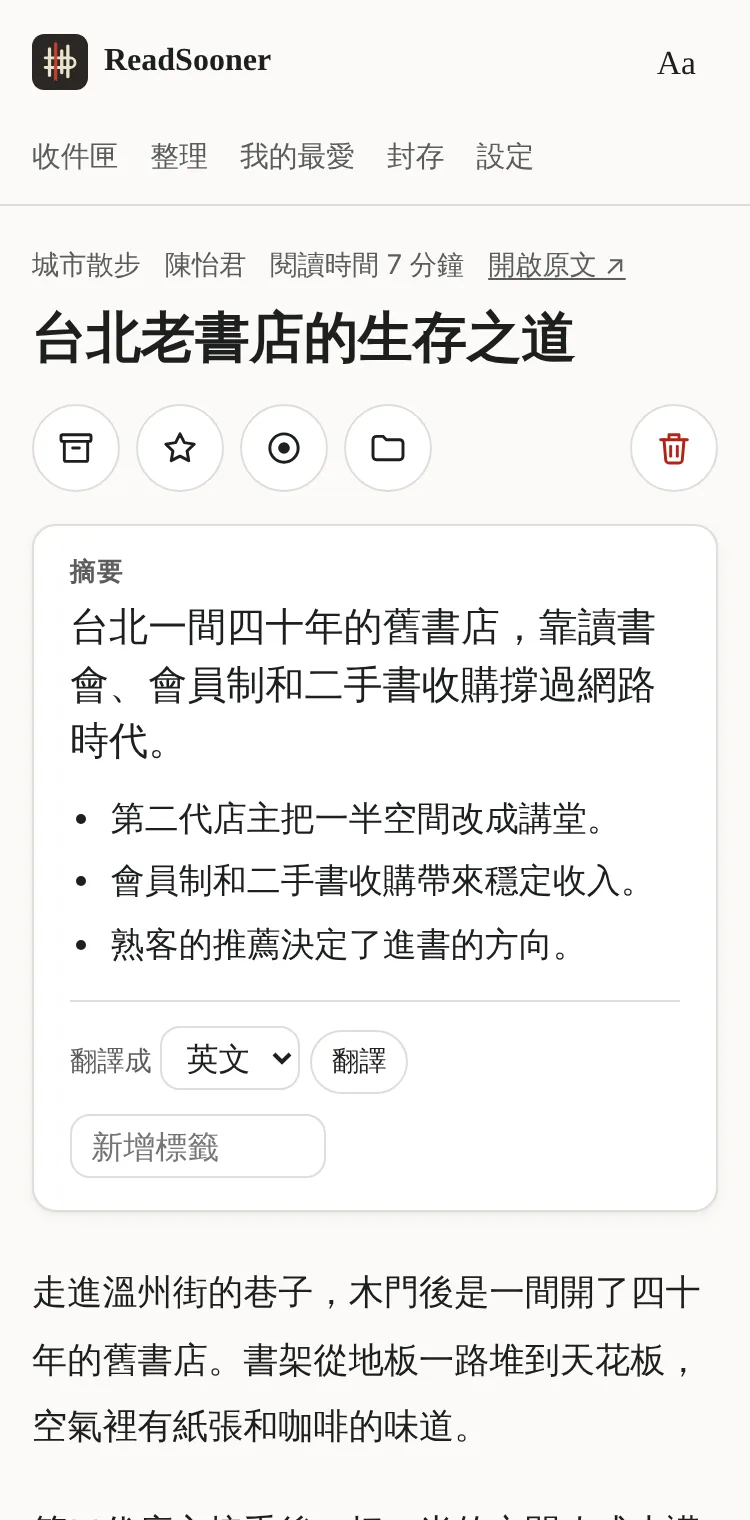 ReadSooner
Aa
收件匣 整理 我的最愛 封存 設定
城市散步 陳怡君 閱讀時間 7 分鐘 開啟原文 ↗
台北老書店的生存之道
摘要
台北一間四十年的舊書店，靠讀書
會、會員制和二手書收購撐過網路
時代。
• 第二代店主把一半空間改成講堂。
• 會員制和二手書收購帶來穩定收入。
• 熟客的推薦決定了進書的方向。
翻譯成 英文 翻譯
新增標籤
走進溫州街的巷子，木門後是一間開了四十
年的舊書店。書架從地板一路堆到天花板，
空氣裡有紙張和咖啡的味道。